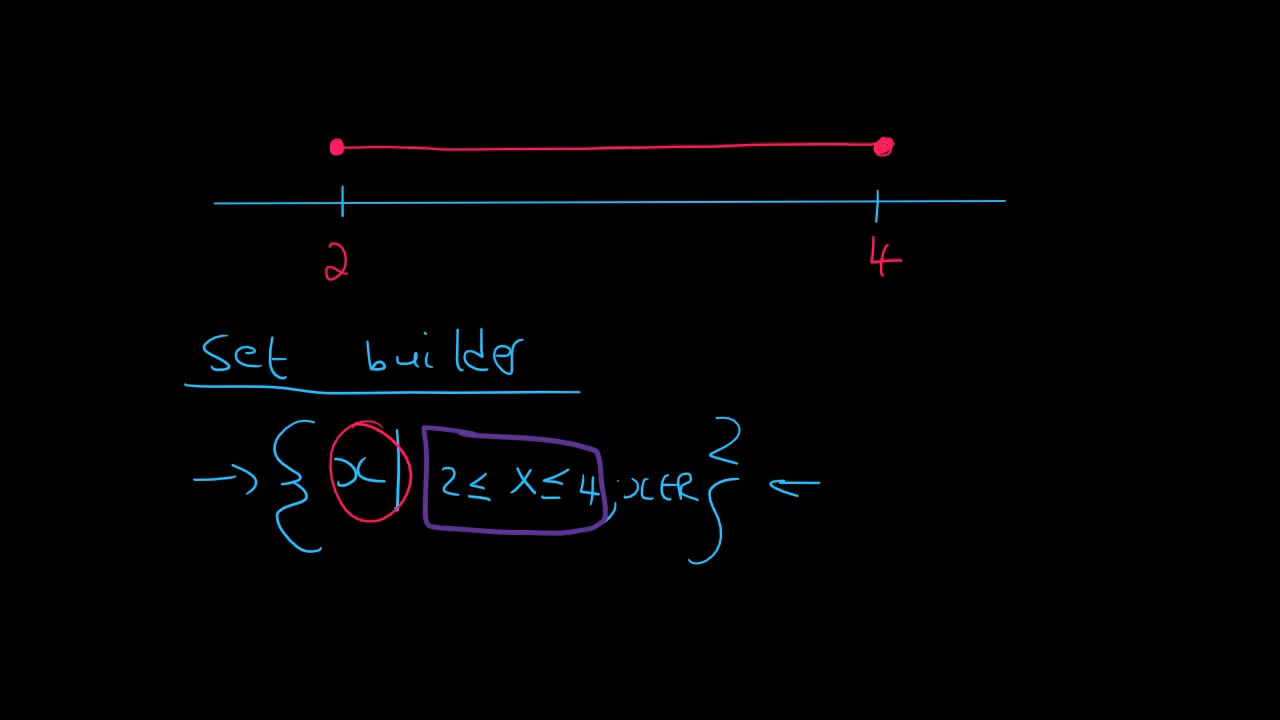 2 4
Set builder
→ { x | 2 ≤ x ≤ 4 ; x ∈ R } ←